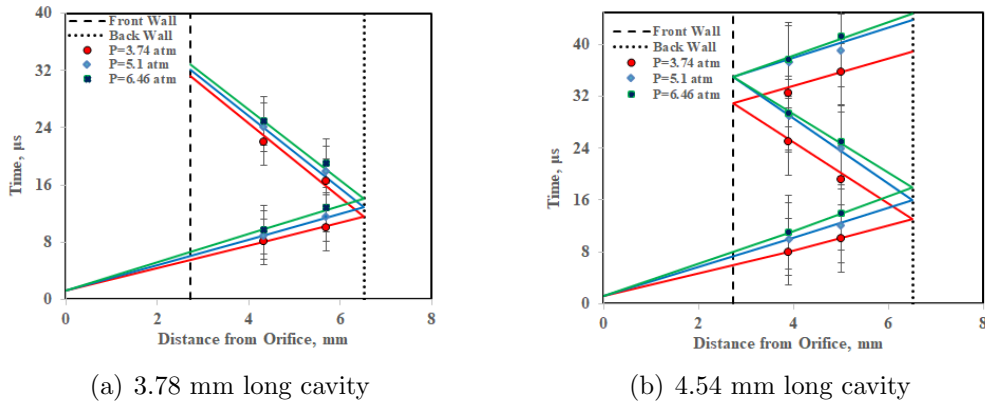 40
32
24
16
8
0
Time, μs
0
2
4
6
8
Distance from Orifice, mm
Front Wall
Back Wall
P=3.74 atm
P=5.1 atm
P=6.46 atm
(a) 3.78 mm long cavity
40
32
24
16
8
0
Time, μs
0
2
4
6
8
Distance from Orifice, mm
Front Wall
Back Wall
P=3.74 atm
P=5.1 atm
P=6.46 atm
(b) 4.54 mm long cavity